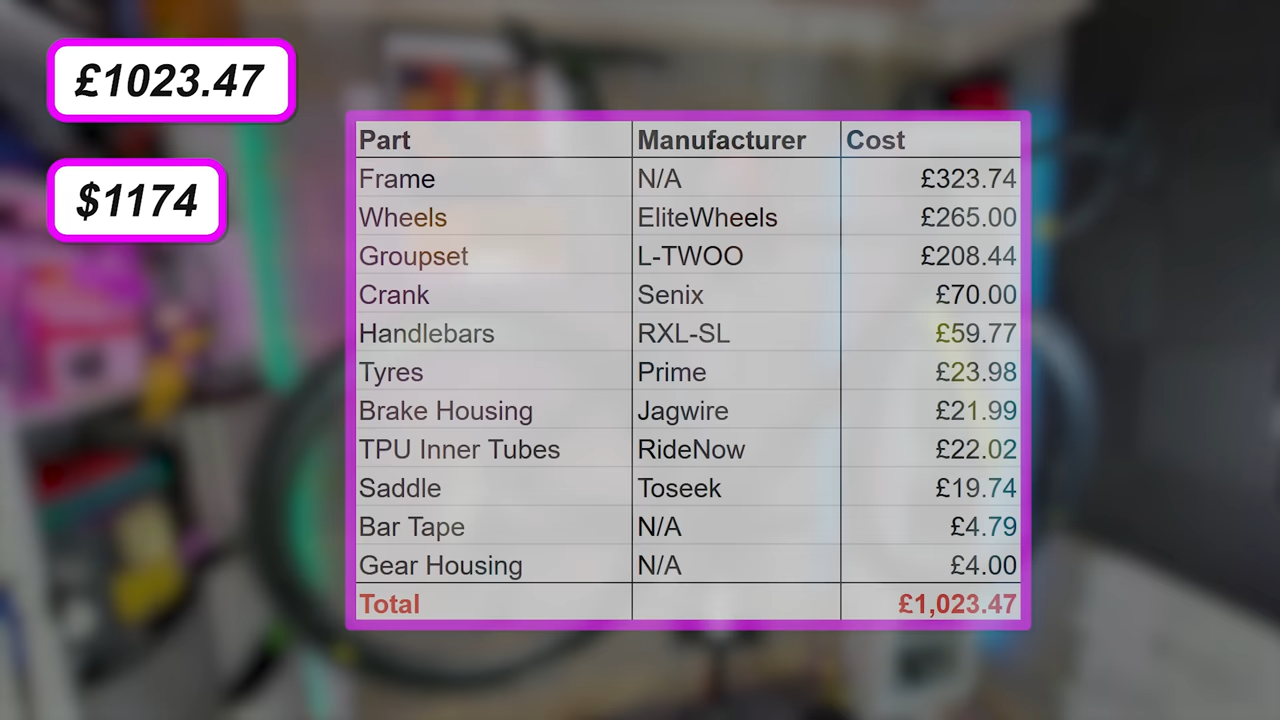 £1023.47
$1174
Part Manufacturer Cost
Frame N/A £323.74
Wheels EliteWheels £265.00
Groupset L-TWOO £208.44
Crank Senix £70.00
Handlebars RXL-SL £59.77
Tyres Prime £23.98
Brake Housing Jagwire £21.99
TPU Inner Tubes RideNow £22.02
Saddle Toseek £19.74
Bar Tape N/A £4.79
Gear Housing N/A £4.00
Total £1,023.47